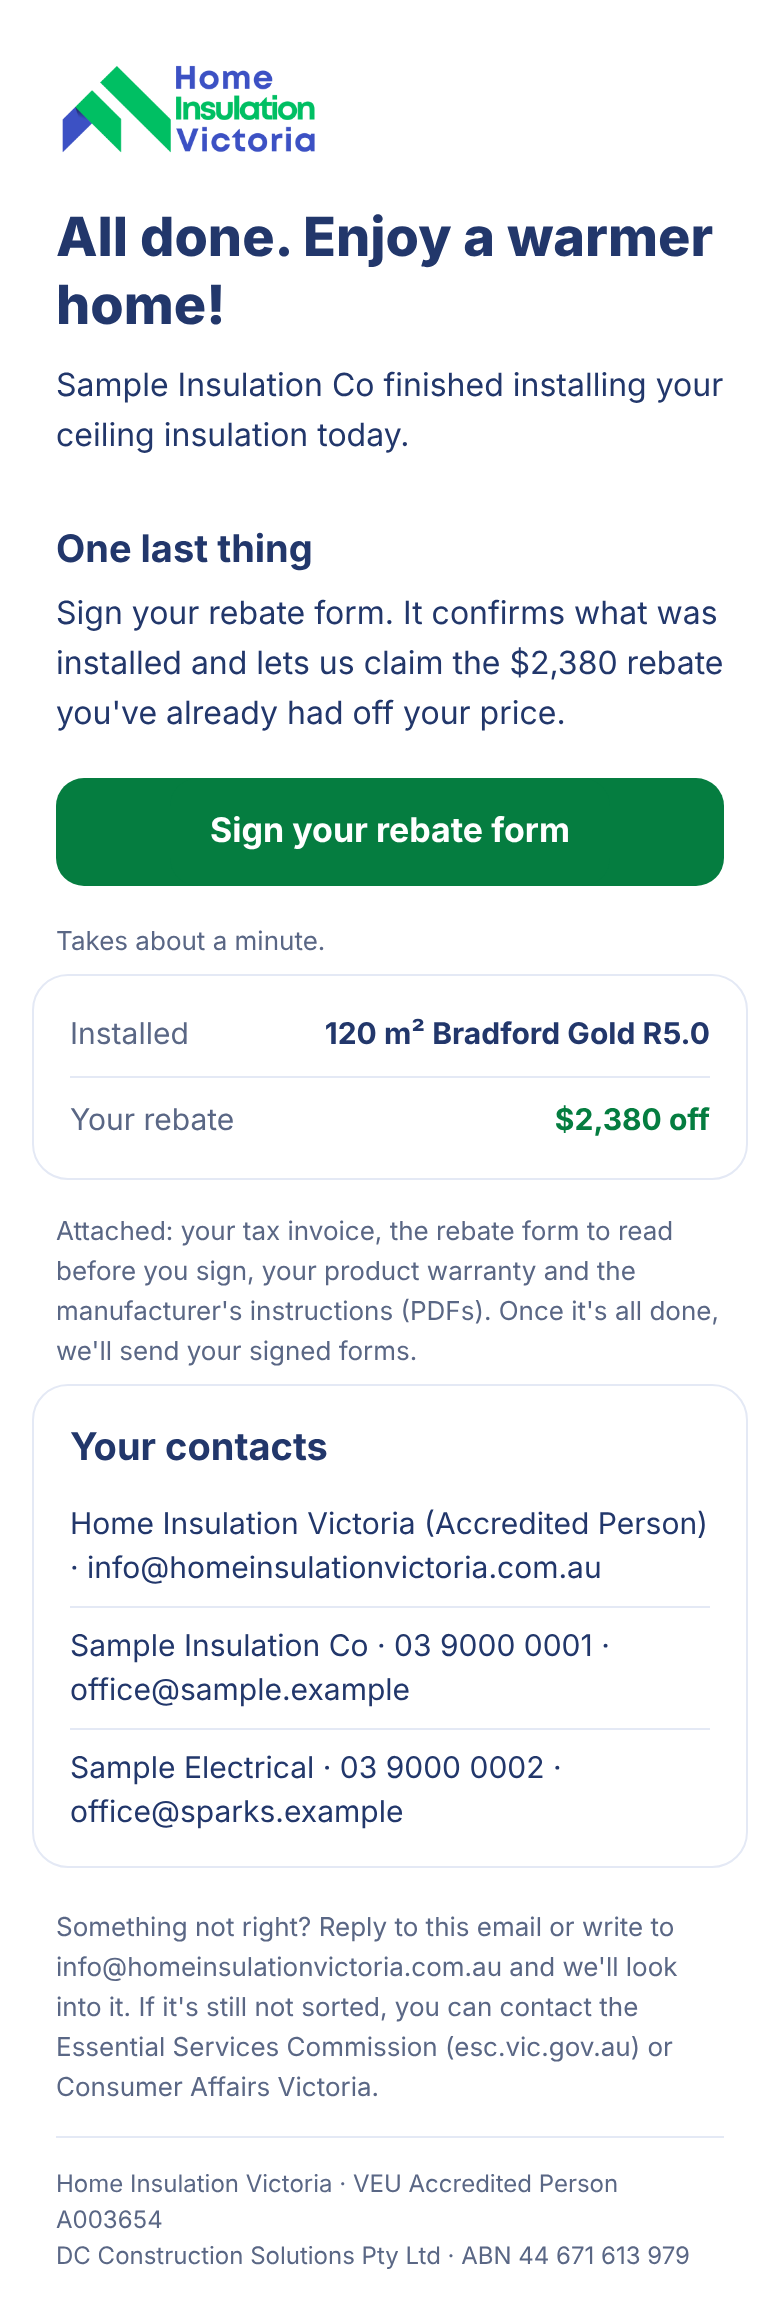 Home
Insulation
Victoria
All done. Enjoy a warmer
home!
Sample Insulation Co finished installing your
ceiling insulation today.
One last thing
Sign your rebate form. It confirms what was
installed and lets us claim the $2,380 rebate
you've already had off your price.
Sign your rebate form
Takes about a minute.
Installed 120 m² Bradford Gold R5.0
Your rebate $2,380 off
Attached: your tax invoice, the rebate form to read
before you sign, your product warranty and the
manufacturer's instructions (PDFs). Once it's all done,
we'll send your signed forms.
Your contacts
Home Insulation Victoria (Accredited Person)
· info@homeinsulationvictoria.com.au
Sample Insulation Co · 03 9000 0001 ·
office@sample.example
Sample Electrical · 03 9000 0002 ·
office@sparks.example
Something not right? Reply to this email or write to
info@homeinsulationvictoria.com.au and we'll look
into it. If it's still not sorted, you can contact the
Essential Services Commission (esc.vic.gov.au) or
Consumer Affairs Victoria.
Home Insulation Victoria · VEU Accredited Person
A003654
DC Construction Solutions Pty Ltd · ABN 44 671 613 979